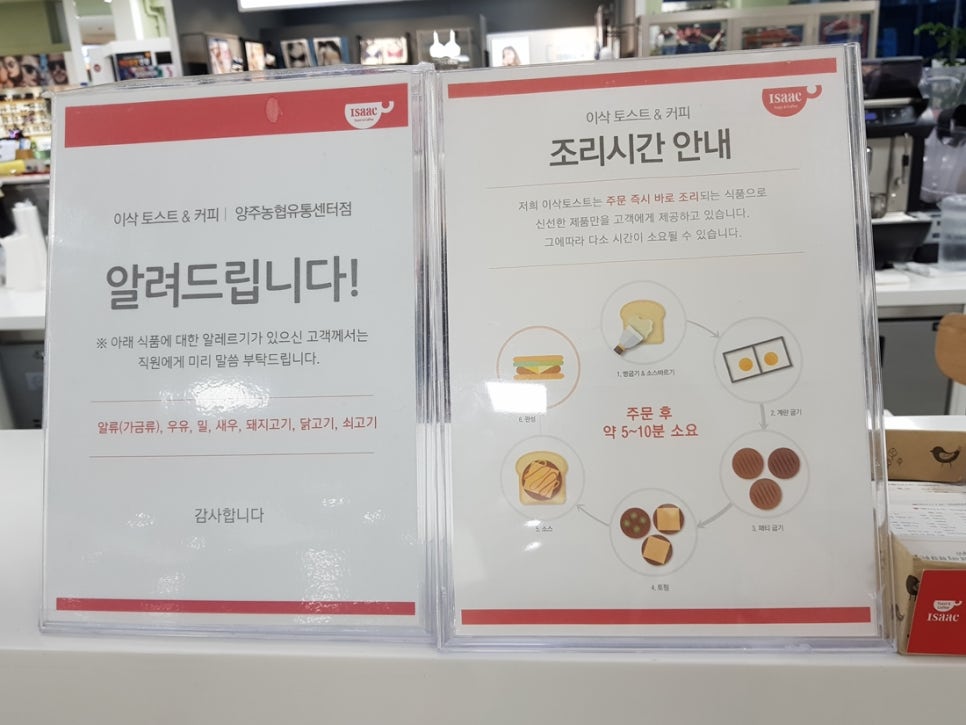 ISaac
이삭 토스트 & 커피 | 양주농협유통센터점
알려드립니다!
※ 아래 식품에 대한 알레르기가 있으신 고객께서는
직원에게 미리 말씀 부탁드립니다.
알류(가금류), 우유, 밀, 새우, 돼지고기, 닭고기, 쇠고기
감사합니다
ISaac
이삭 토스트 & 커피
조리시간 안내
저희 이삭토스트는 주문 즉시 바로 조리되는 식품으로
신선한 제품만을 고객에게 제공하고 있습니다.
그에따라 다소 시간이 소요될 수 있습니다.
1. 빵굽기 & 소스바르기
2. 계란 굽기
3. 패티 굽기
4. 토핑
5. 소스
6. 완성
주문 후
약 5~10분 소요
Toast & Coffee
ISaac